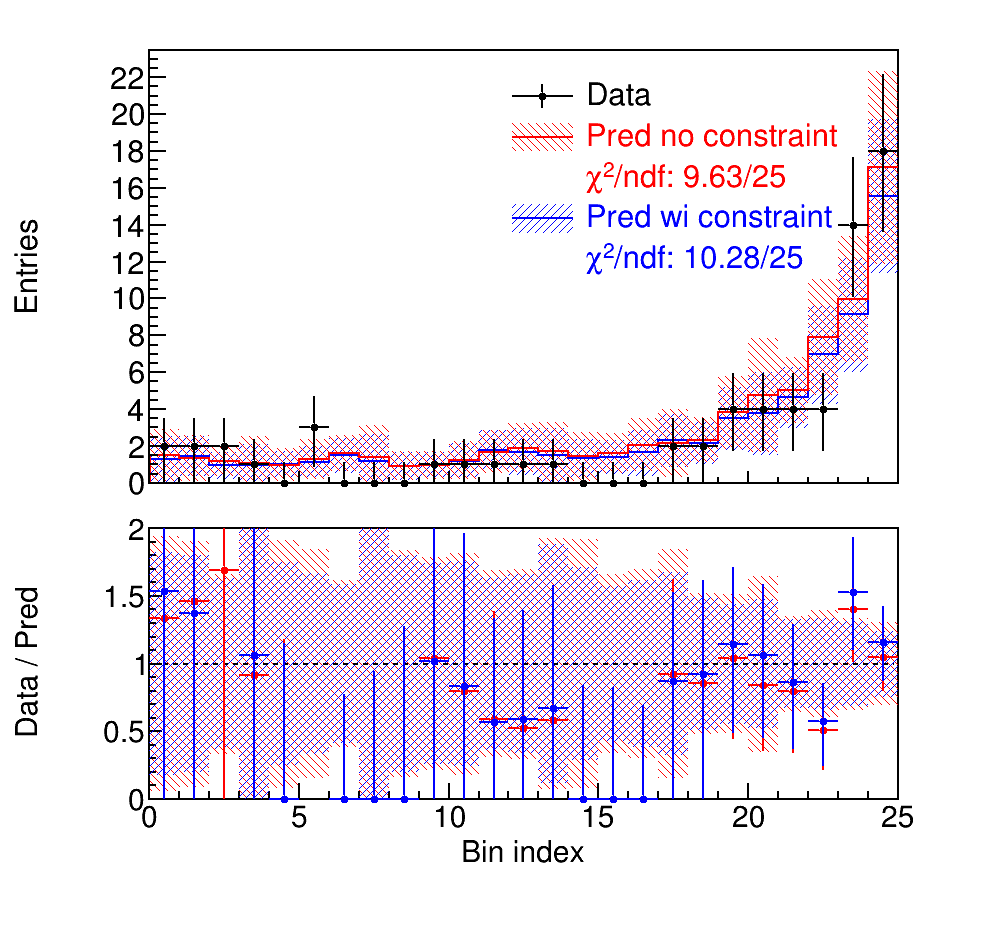 Entries
22
20
18
16
14
12
10
8
6
4
2
0
Data
Pred no constraint
χ²/ndf: 9.63/25
Pred wi constraint
χ²/ndf: 10.28/25
Data / Pred
2
1.5
1
0.5
0
0 5 10 15 20 25
Bin index